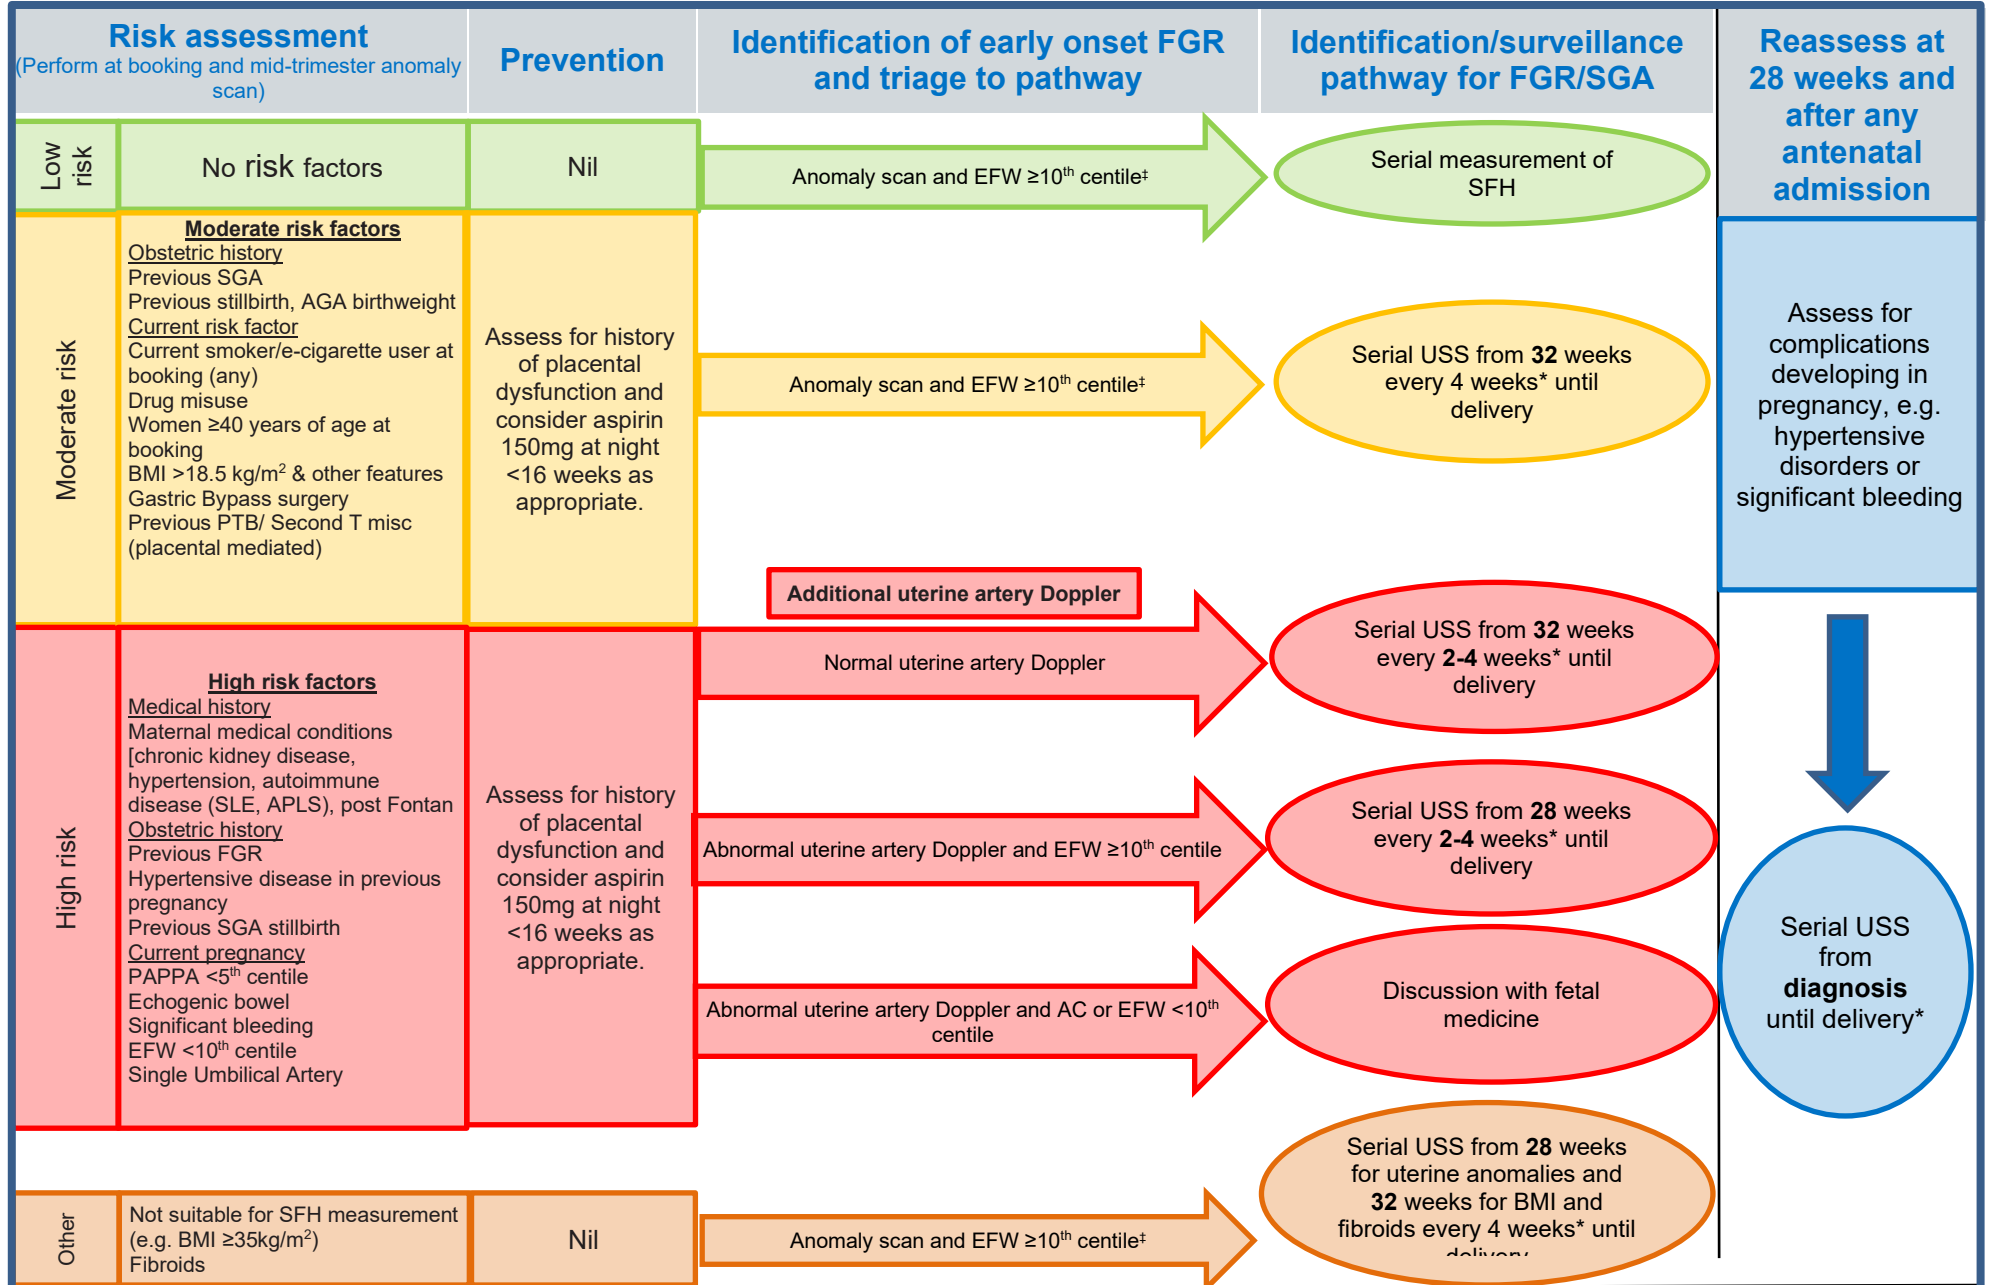 Risk assessment
(Perform at booking and mid-trimester anomaly
scan)
Prevention
Identification of early onset FGR
and triage to pathway
Identification/surveillance
pathway for FGR/SGA
Reassess at
28 weeks and
after any
antenatal
admission
Low
risk
No risk factors
Nil
Anomaly scan and EFW ≥10th centile‡
Serial measurement of
SFH
Moderate risk
Moderate risk factors
Obstetric history
Previous SGA
Previous stillbirth, AGA birthweight
Current risk factor
Current smoker/e-cigarette user at
booking (any)
Drug misuse
Women ≥40 years of age at
booking
BMI >18.5 kg/m2 & other features
Gastric Bypass surgery
Previous PTB/ Second T misc
(placental mediated)
Assess for history
of placental
dysfunction and
consider aspirin
150mg at night
<16 weeks as
appropriate.
Anomaly scan and EFW ≥10th centile‡
Serial USS from 32 weeks
every 4 weeks* until
delivery
Assess for
complications
developing in
pregnancy, e.g.
hypertensive
disorders or
significant bleeding
High risk
High risk factors
Medical history
Maternal medical conditions
[chronic kidney disease,
hypertension, autoimmune
disease (SLE, APLS), post Fontan
Obstetric history
Previous FGR
Hypertensive disease in previous
pregnancy
Previous SGA stillbirth
Current pregnancy
PAPPA <5th centile
Echogenic bowel
Significant bleeding
EFW <10th centile
Single Umbilical Artery
Assess for history
of placental
dysfunction and
consider aspirin
150mg at night
<16 weeks as
appropriate.
Additional uterine artery Doppler
Normal uterine artery Doppler
Serial USS from 32 weeks
every 2-4 weeks* until
delivery
Abnormal uterine artery Doppler and EFW ≥10th centile
Serial USS from 28 weeks
every 2-4 weeks* until
delivery
Abnormal uterine artery Doppler and AC or EFW <10th
centile
Discussion with fetal
medicine
Serial USS
from
diagnosis
until delivery*
Other
Not suitable for SFH measurement
(e.g. BMI ≥35kg/m2)
Fibroids
Nil
Anomaly scan and EFW ≥10th centile‡
Serial USS from 28 weeks
for uterine anomalies and
32 weeks for BMI and
fibroids every 4 weeks* until
delivery